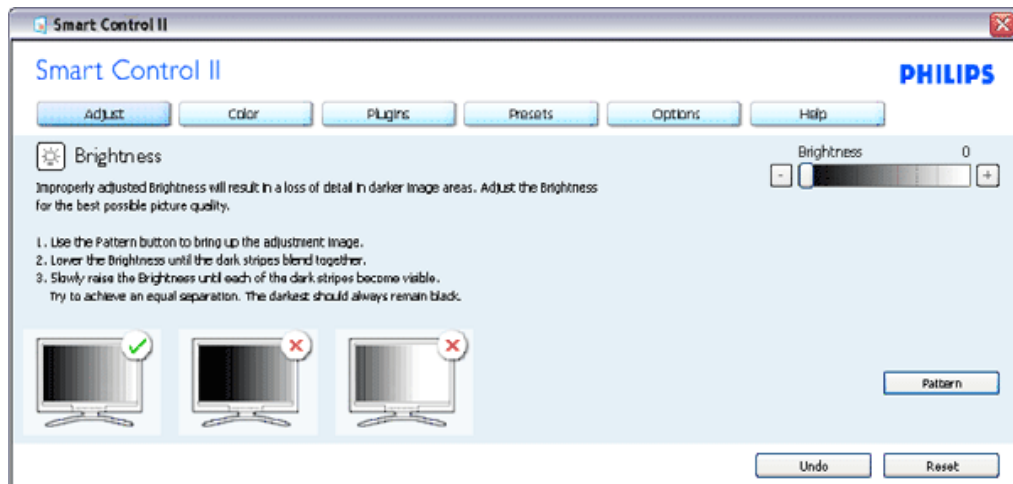 Smart Control II
Smart Control II
PHILIPS
Adjust Color Plugins Presets Options Help
Brightness
Brightness 0
Improperly adjusted Brightness will result in a loss of detail in darker image areas. Adjust the Brightness
for the best possible picture quality.
- +
1. Use the Pattern button to bring up the adjustment image.
2. Lower the Brightness until the dark stripes blend together.
3. Slowly raise the Brightness until each of the dark stripes become visible.
Try to achieve an equal separation. The darkest should always remain black.
Pattern
Undo Reset